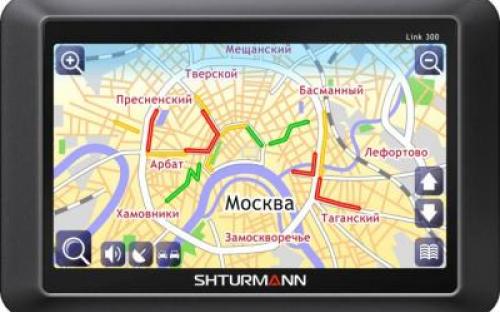 Link 300
Мещанский
Тверской
Басманный
Пресненский
Арбат
Лефортово
Москва
Хамовники
Таганский
Замоскворечье
SHTURMANN